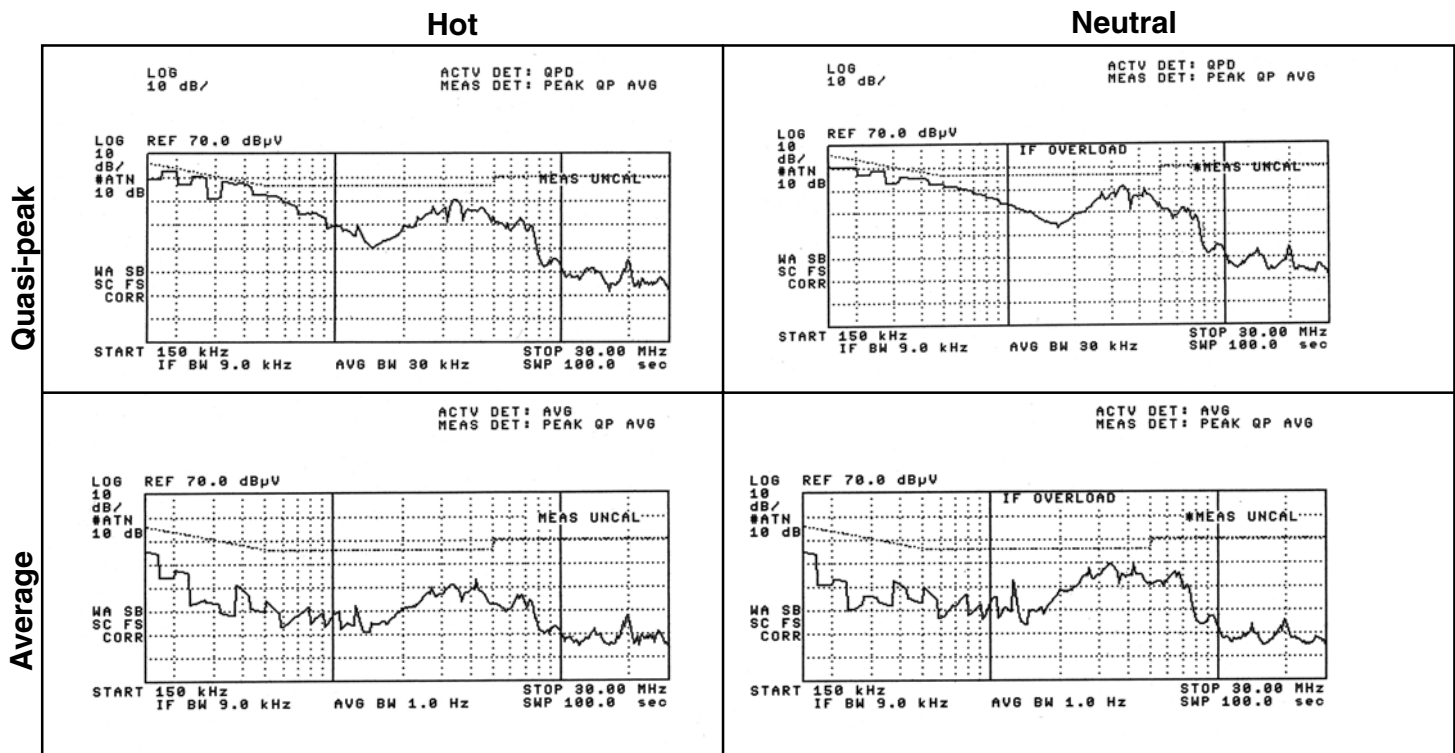 Hot
Neutral
Quasi-peak
LOG
10 dB/
ACTV DET: QPD
MEAS DET: PEAK QP AVG
LOG REF 70.0 dBµV
10
dB/
#ATN
10 dB
MEAS UNCAL
WA SB
SC FS
CORR
START 150 kHz STOP 30.00 MHz
IF BW 9.0 kHz AVG BW 30 kHz SWP 100.0 sec
LOG
10 dB/
ACTV DET: QPD
MEAS DET: PEAK QP AVG
LOG REF 70.0 dBµV
10
dB/
#ATN
10 dB
IF OVERLOAD
*MEAS UNCAL
WA SB
SC FS
CORR
START 150 kHz STOP 30.00 MHz
IF BW 9.0 kHz AVG BW 30 kHz SWP 100.0 sec
Average
ACTV DET: AVG
MEAS DET: PEAK QP AVG
LOG REF 70.0 dBµV
10
dB/
#ATN
10 dB
MEAS UNCAL
WA SB
SC FS
CORR
START 150 kHz STOP 30.00 MHz
IF BW 9.0 kHz AVG BW 1.0 Hz SWP 100.0 sec
ACTV DET: AVG
MEAS DET: PEAK QP AVG
LOG REF 70.0 dBµV
10
dB/
#ATN
10 dB
IF OVERLOAD
*MEAS UNCAL
WA SB
SC FS
CORR
START 150 kHz STOP 30.00 MHz
IF BW 9.0 kHz AVG BW 1.0 Hz SWP 100.0 sec